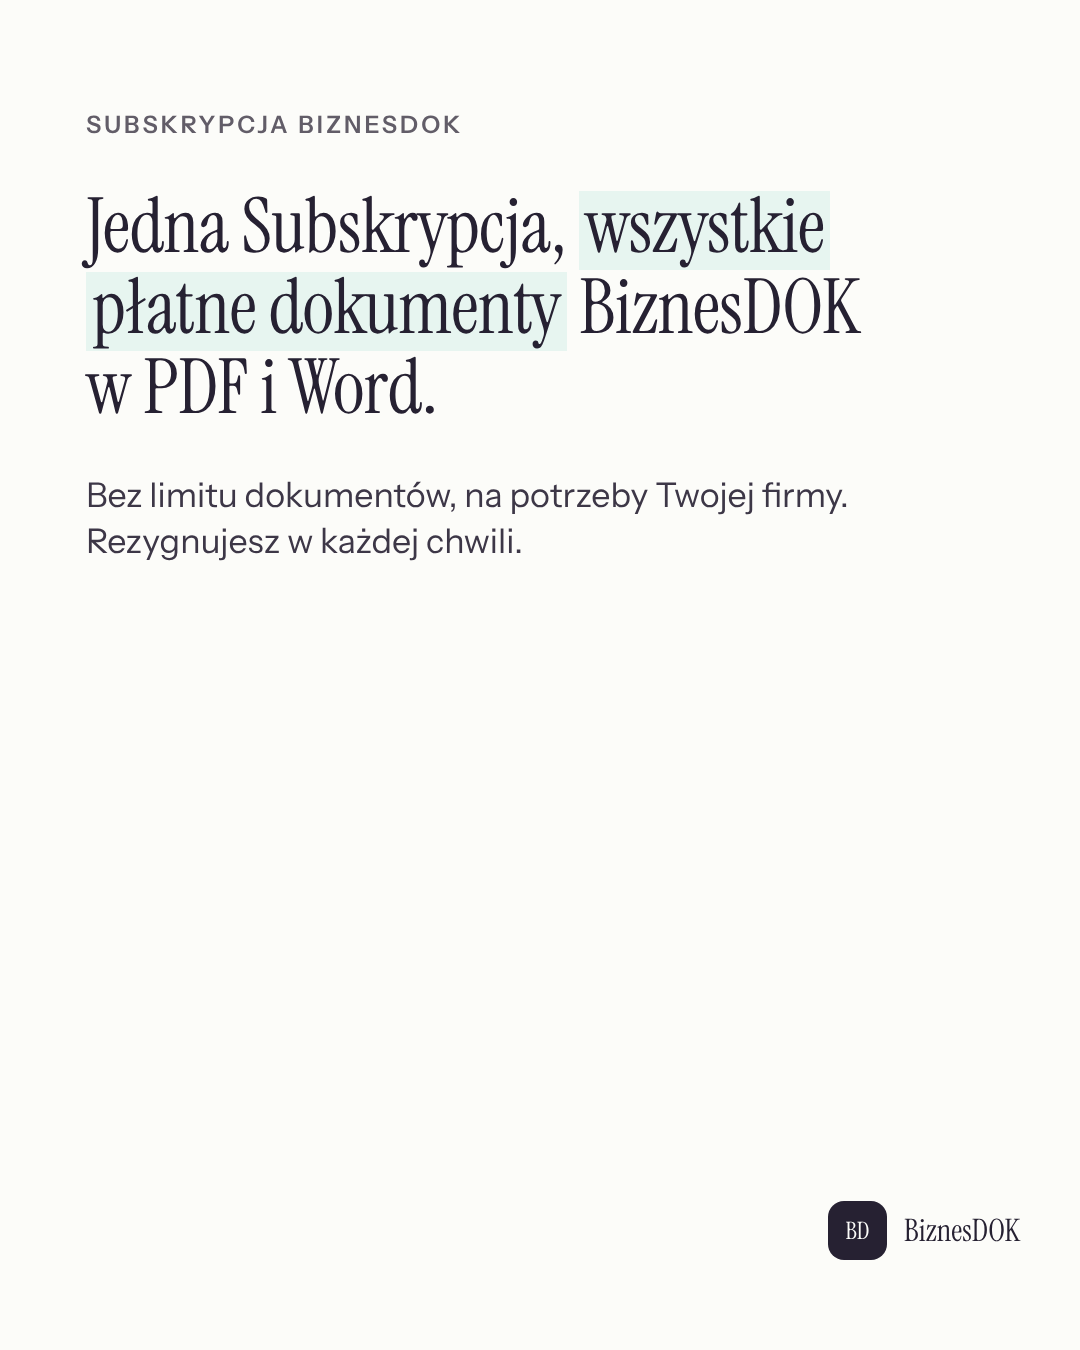 SUBSKRYPCJA BIZNESDOK
Jedna Subskrypcja, wszystkie
płatne dokumenty BiznesDOK
w PDF i Word.
Bez limitu dokumentów, na potrzeby Twojej firmy.
Rezygnujesz w każdej chwili.
BD BiznesDOK